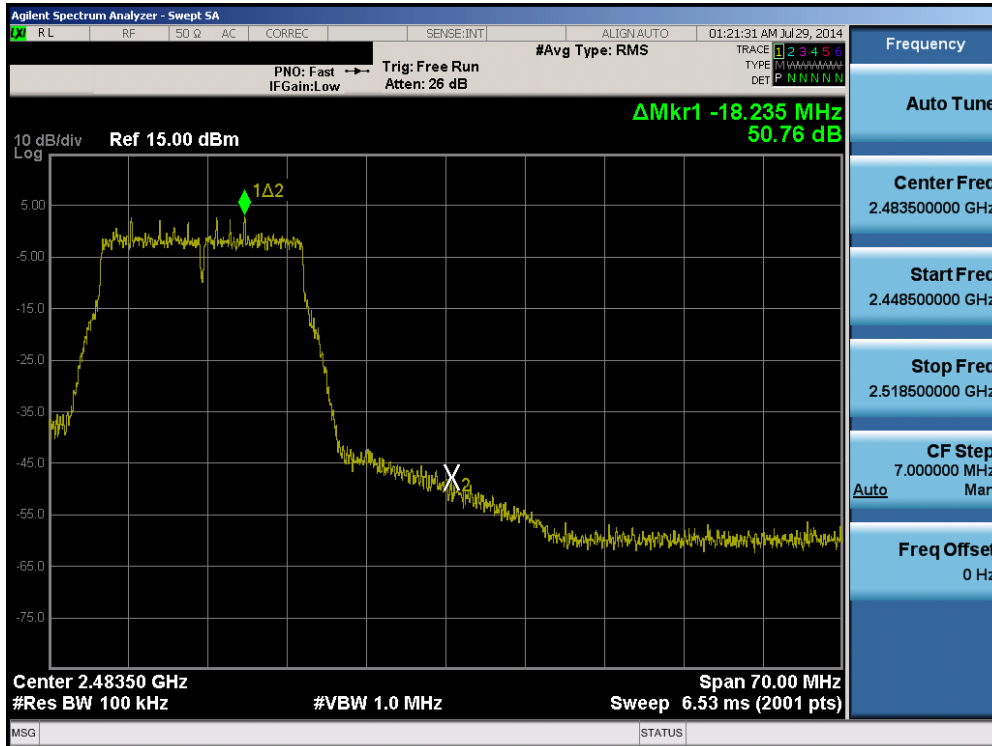 Agilent Spectrum Analyzer - Swept SA
LXI RL RF 50 Ω AC CORREC SENSE:INT ALIGN AUTO 01:21:31 AM Jul 29, 2014
#Avg Type: RMS TRACE 1 2 3 4 5 6
PNO: Fast Trig: Free Run TYPE M
IFGain:Low Atten: 26 dB DET P N N N N N
ΔMkr1 -18.235 MHz
50.76 dB
10 dB/div Ref 15.00 dBm
Log
1Δ2
5.00
-5.00
-15.0
-25.0
-35.0
-45.0
X2
-55.0
-65.0
-75.0
Center 2.48350 GHz Span 70.00 MHz
#Res BW 100 kHz #VBW 1.0 MHz Sweep 6.53 ms (2001 pts)
MSG STATUS
Frequency
Auto Tune
Center Freq
2.483500000 GHz
Start Freq
2.448500000 GHz
Stop Freq
2.518500000 GHz
CF Step
7.000000 MHz
Auto Man
Freq Offset
0 Hz